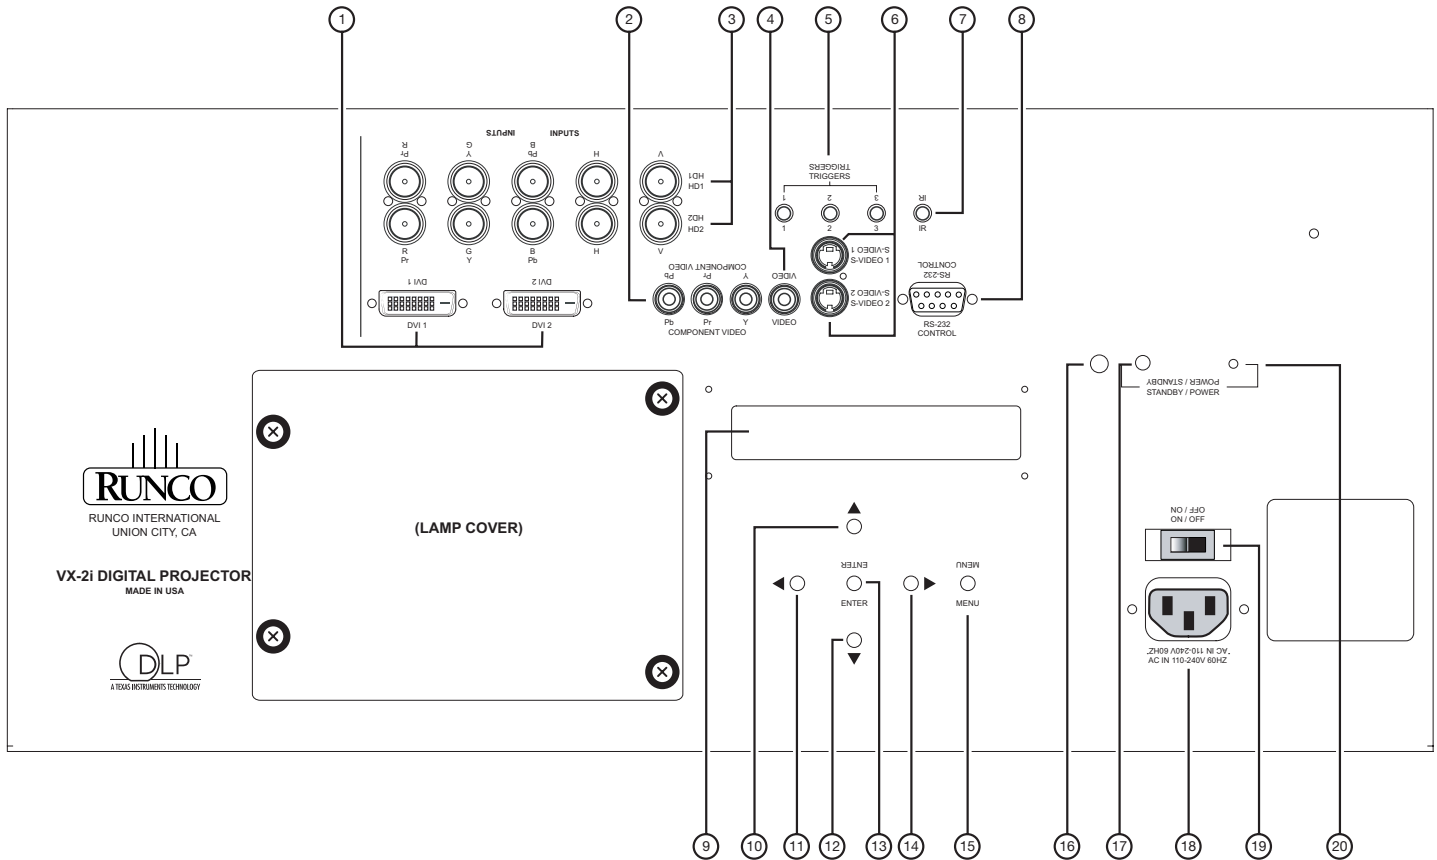 1 2 3 4 5 6 7 8
INPUTS INPUTS
R G B H V
Pr Y Pb
HD1
HD1
HD2
HD2
R G B H V
Pr Y Pb
TRIGGERS
TRIGGERS
1 2 3
1 2 3
IR
IR
S-VIDEO 1
S-VIDEO 1
S-VIDEO 2
S-VIDEO 2
COMPONENT VIDEO
Pb Pr Y VIDEO
Pb Pr Y VIDEO
COMPONENT VIDEO
RS-232
CONTROL
RS-232
CONTROL
DVI 1 DVI 2
DVI 1 DVI 2
STANDBY / POWER
STANDBY / POWER
RUNCO
RUNCO INTERNATIONAL
UNION CITY, CA
VX-2i DIGITAL PROJECTOR
MADE IN USA
DLP™
A TEXAS INSTRUMENTS TECHNOLOGY
(LAMP COVER)
ENTER
ENTER
MENU
MENU
NO / OFF
ON / OFF
AC IN 110-240V 60HZ
AC IN 110-240V 60HZ
9 10 11 12 13 14 15 16 17 18 19 20